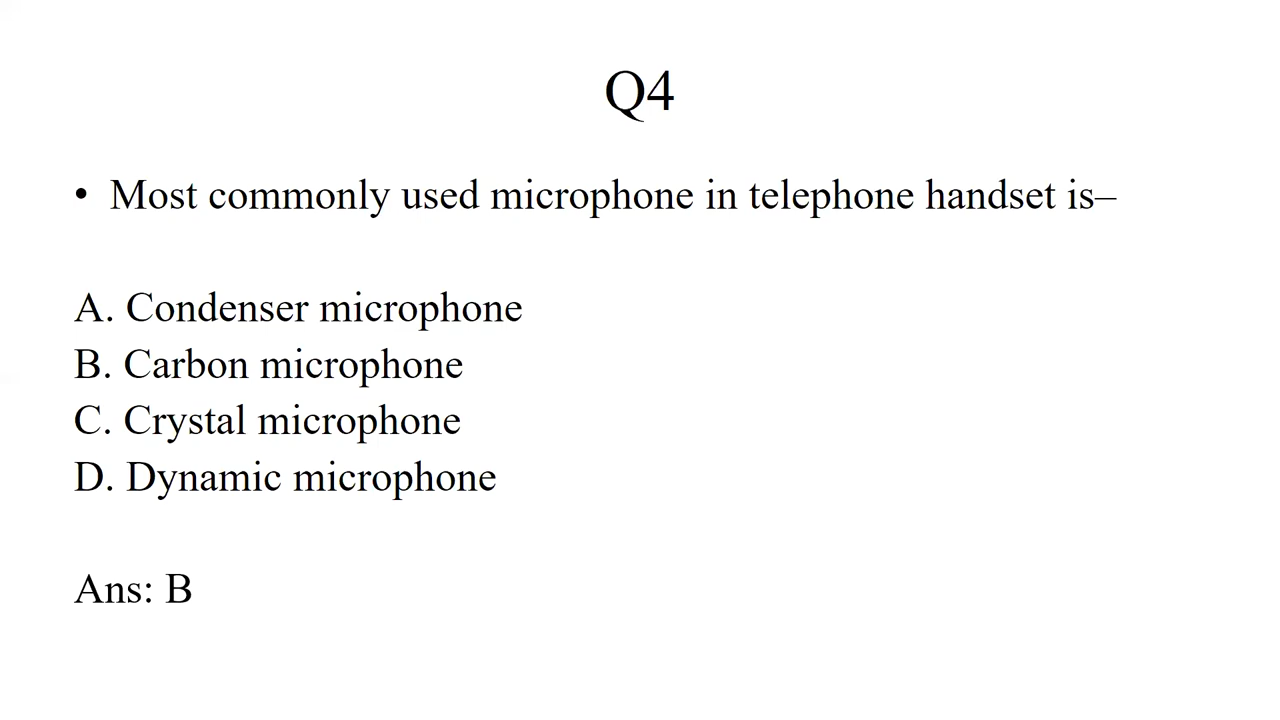 Q4
• Most commonly used microphone in telephone handset is–
A. Condenser microphone
B. Carbon microphone
C. Crystal microphone
D. Dynamic microphone
Ans: B